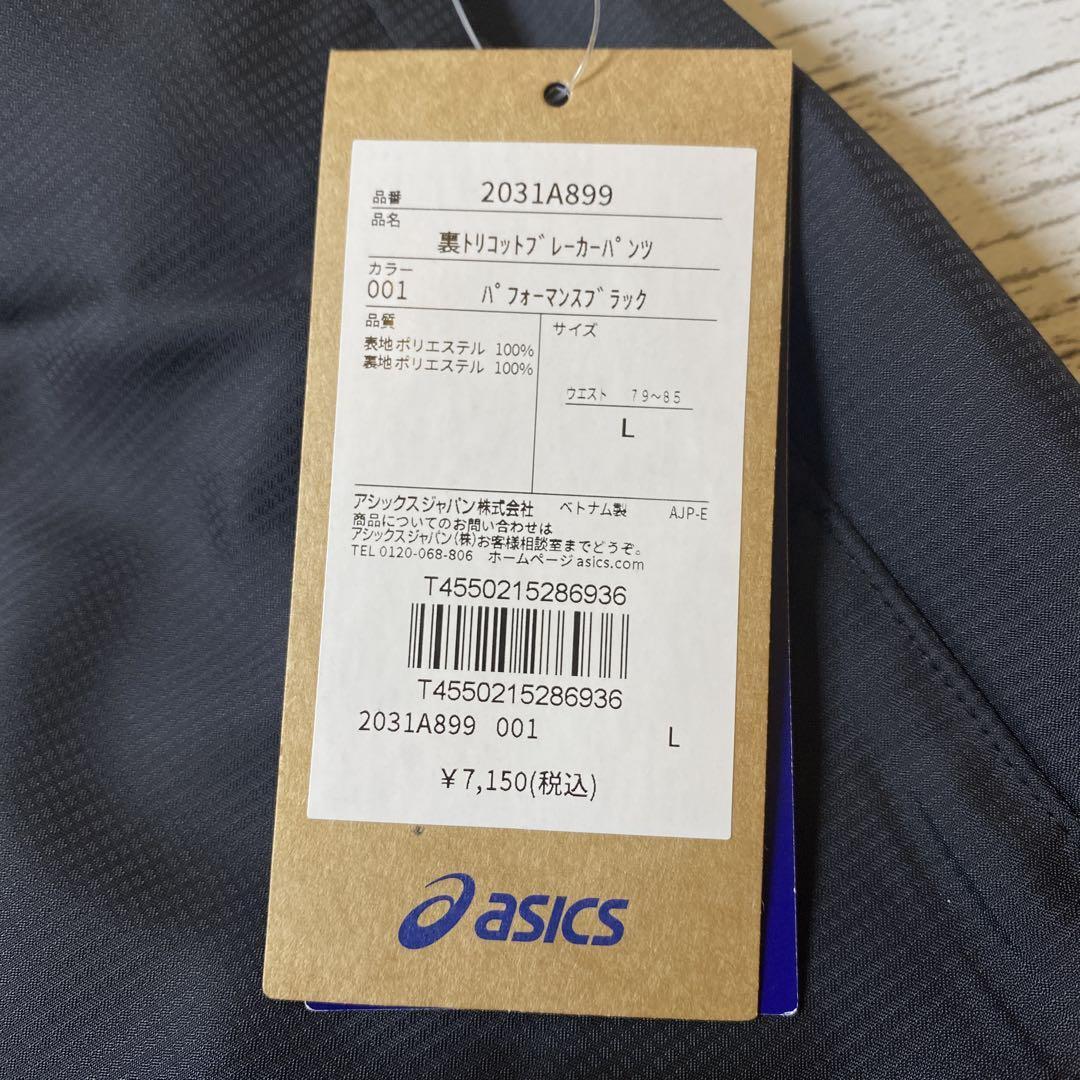 品番 2031A899
品名
裏ﾄﾘｺｯﾄﾌﾞﾚｰｶｰﾊﾟﾝﾂ
カラー
001 ﾊﾟﾌｫｰﾏﾝｽﾌﾞﾗｯｸ
品質
表地ポリエステル 100%
裏地ポリエステル 100%
サイズ
ｳｴｽﾄ 79～85
L
アシックスジャパン株式会社 ベトナム製 AJP-E
商品についてのお問い合わせは
アシックスジャパン(株)お客様相談室までどうぞ。
TEL 0120-068-806 ホームページ asics.com
T4550215286936
T4550215286936
2031A899 001 L
￥7,150(税込)
asics